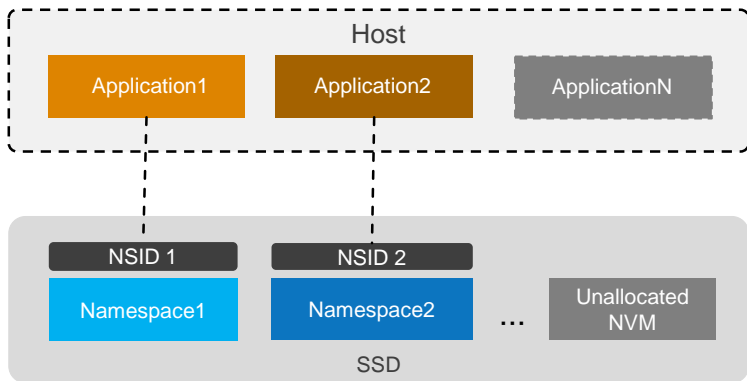 Host
Application1
Application2
ApplicationN
NSID 1
NSID 2
Namespace1
Namespace2
...
Unallocated
NVM
SSD